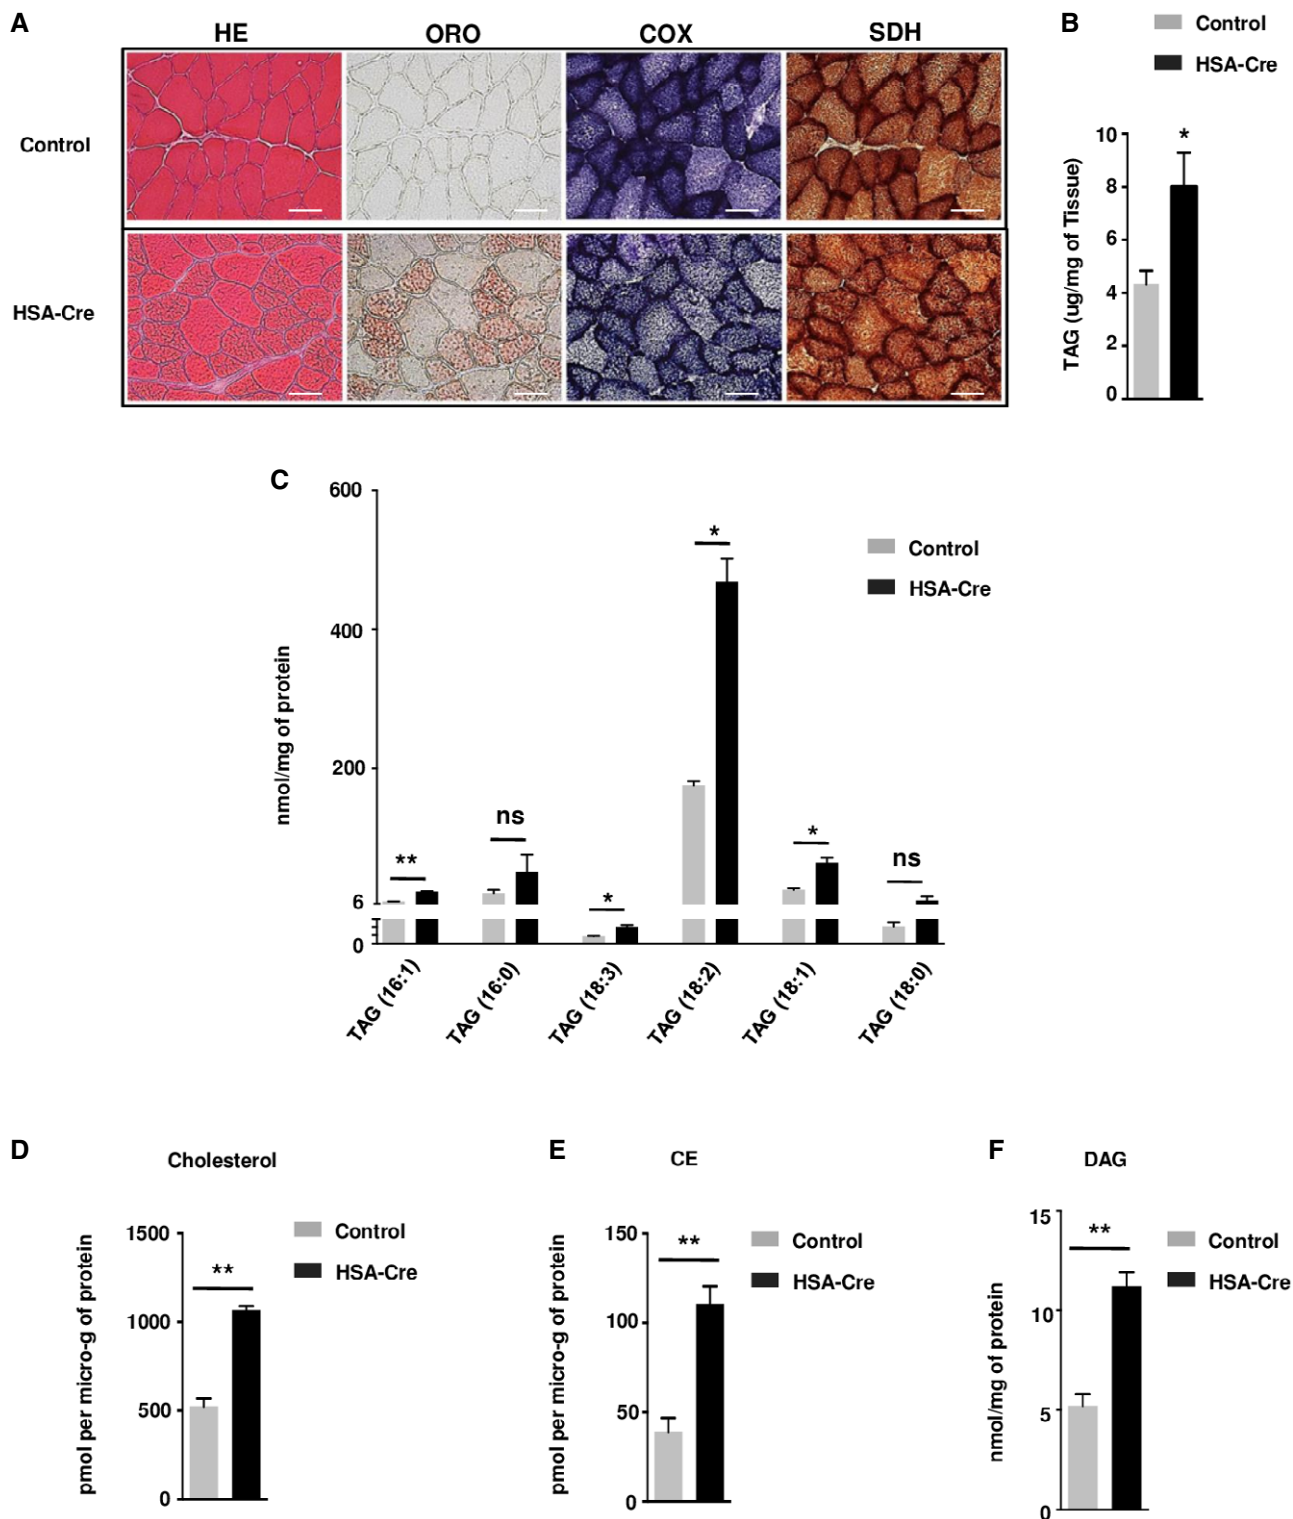 A
HE
ORO
COX
SDH
Control
HSA-Cre
B
Control
HSA-Cre
TAG (ug/mg of Tissue)
10
8
6
4
2
0
*
C
600
400
200
6
0
nmol/mg of protein
**
ns
*
*
*
ns
Control
HSA-Cre
TAG (16:1)
TAG (16:0)
TAG (18:3)
TAG (18:2)
TAG (18:1)
TAG (18:0)
D
Cholesterol
pmol per micro-g of protein
1500
1000
500
0
**
Control
HSA-Cre
E
CE
pmol per micro-g of protein
150
100
50
0
**
Control
HSA-Cre
F
DAG
nmol/mg of protein
15
10
5
0
**
Control
HSA-Cre